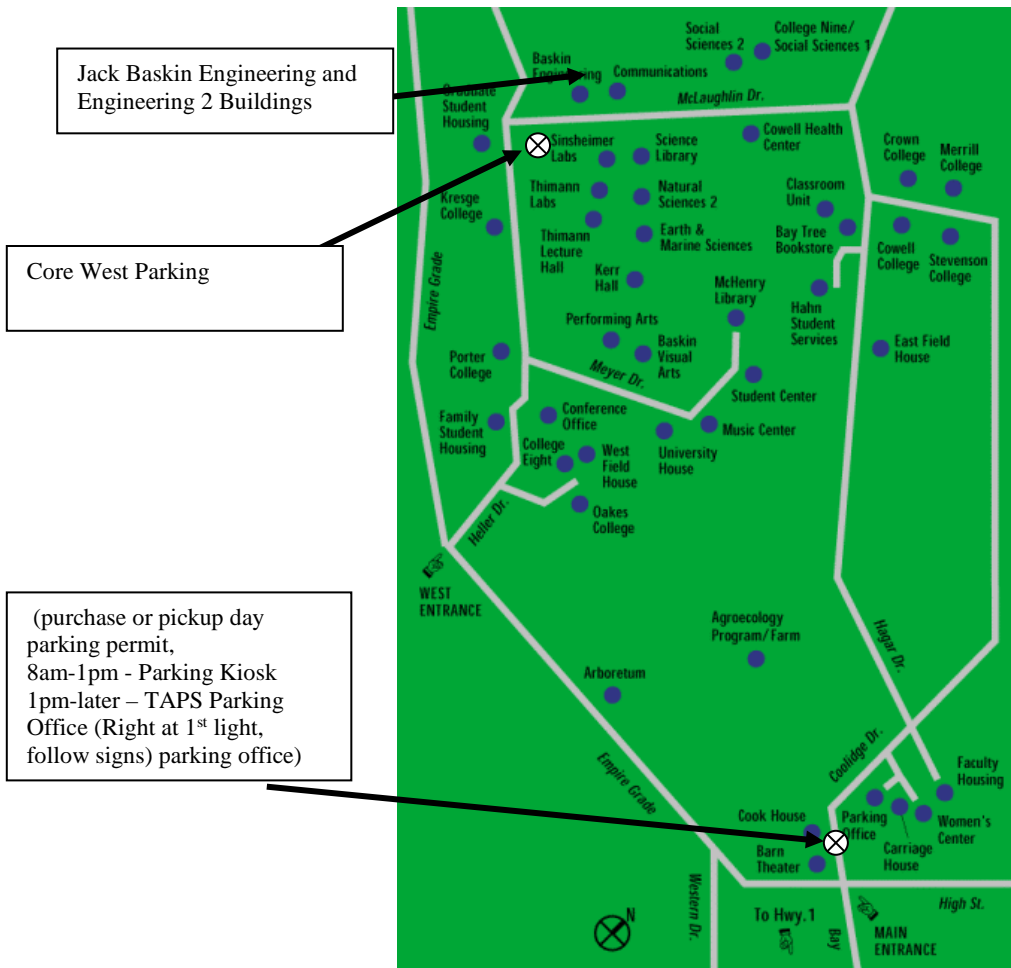 Jack Baskin Engineering and
Engineering 2 Buildings
Core West Parking
(purchase or pickup day
parking permit,
8am-1pm - Parking Kiosk
1pm-later – TAPS Parking
Office (Right at 1st light,
follow signs) parking office)
Social
Sciences 2
College Nine/
Social Sciences 1
Baskin
Engineering
Communications
McLaughlin Dr.
Graduate
Student
Housing
Sinsheimer
Labs
Science
Library
Cowell Health
Center
Crown
College
Merrill
College
Thimann
Labs
Natural
Sciences 2
Classroom
Unit
Kresge
College
Thimann
Lecture
Hall
Earth &
Marine Sciences
Bay Tree
Bookstore
Cowell
College
Stevenson
College
Empire Grade
Kerr
Hall
McHenry
Library
Hahn
Student
Services
Performing Arts
Baskin
Visual
Arts
East Field
House
Porter
College
Meyer Dr.
Student Center
Family
Student
Housing
Conference
Office
College
Eight
West
Field
House
University
House
Music Center
Heller Dr.
Oakes
College
WEST
ENTRANCE
Agroecology
Program/Farm
Hagar Dr.
Arboretum
Empire Grade
Coolidge Dr.
Faculty
Housing
Cook House
Parking
Office
Women's
Center
Carriage
House
Barn
Theater
Western Dr.
High St.
N
To Hwy.1
Bay
MAIN
ENTRANCE